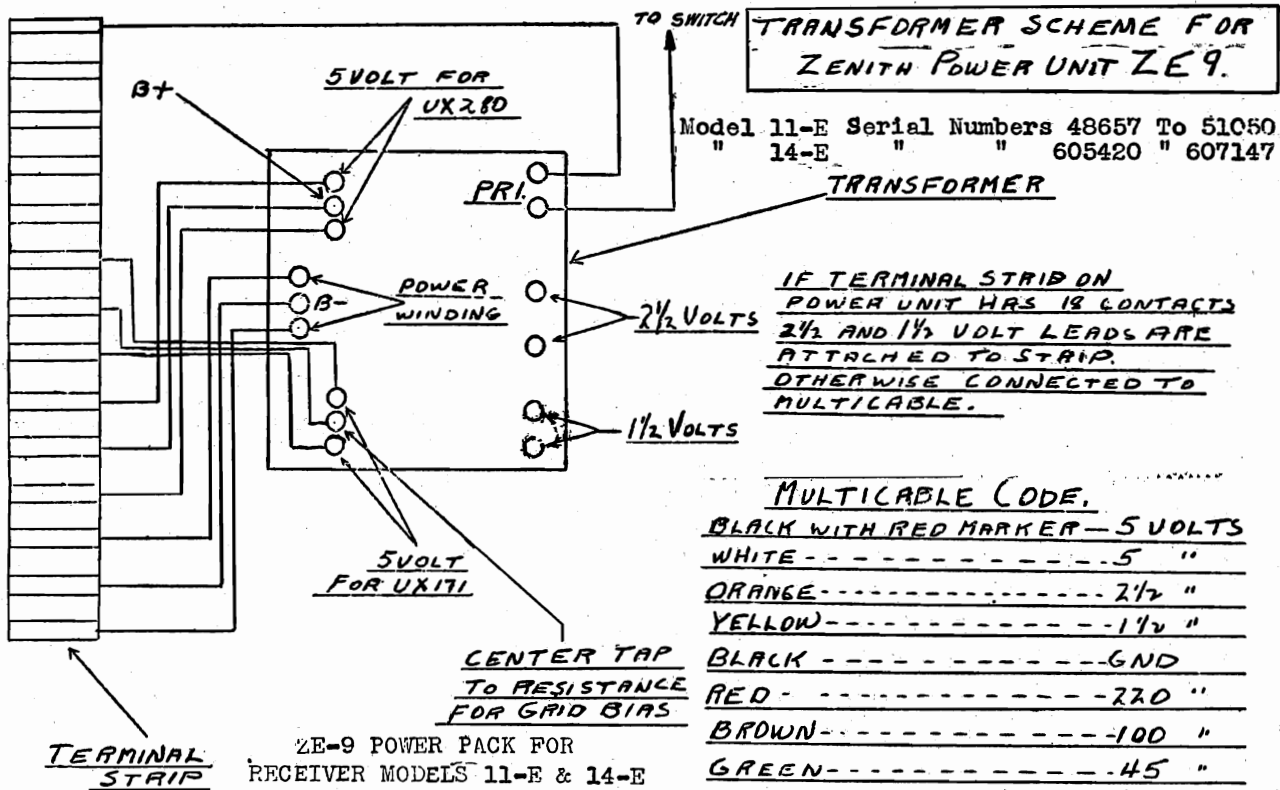 TO SWITCH
TRANSFORMER SCHEME FOR
ZENITH POWER UNIT ZE9.
Model 11-E Serial Numbers 48657 To 51050
" 14-E " " 605420 " 607147
B+
5 VOLT FOR
UX280
PRI.
TRANSFORMER
POWER
WINDING
B-
2½ VOLTS
1½ VOLTS
IF TERMINAL STRIP ON
POWER UNIT HAS 18 CONTACTS
2½ AND 1½ VOLT LEADS ARE
ATTACHED TO STRIP.
OTHERWISE CONNECTED TO
MULTICABLE.
5 VOLT
FOR UX171
CENTER TAP
TO RESISTANCE
FOR GRID BIAS
MULTICABLE CODE.
BLACK WITH RED MARKER — 5 VOLTS
WHITE - - - - - - - - - - - - 5 "
ORANGE - - - - - - - - - - - - 2½ "
YELLOW - - - - - - - - - - - - 1½ "
BLACK - - - - - - - - - - - - GND
RED - - - - - - - - - - - - 220 "
BROWN - - - - - - - - - - - - 100 "
GREEN - - - - - - - - - - - - 45 "
TERMINAL
STRIP
ZE-9 POWER PACK FOR
RECEIVER MODELS 11-E & 14-E